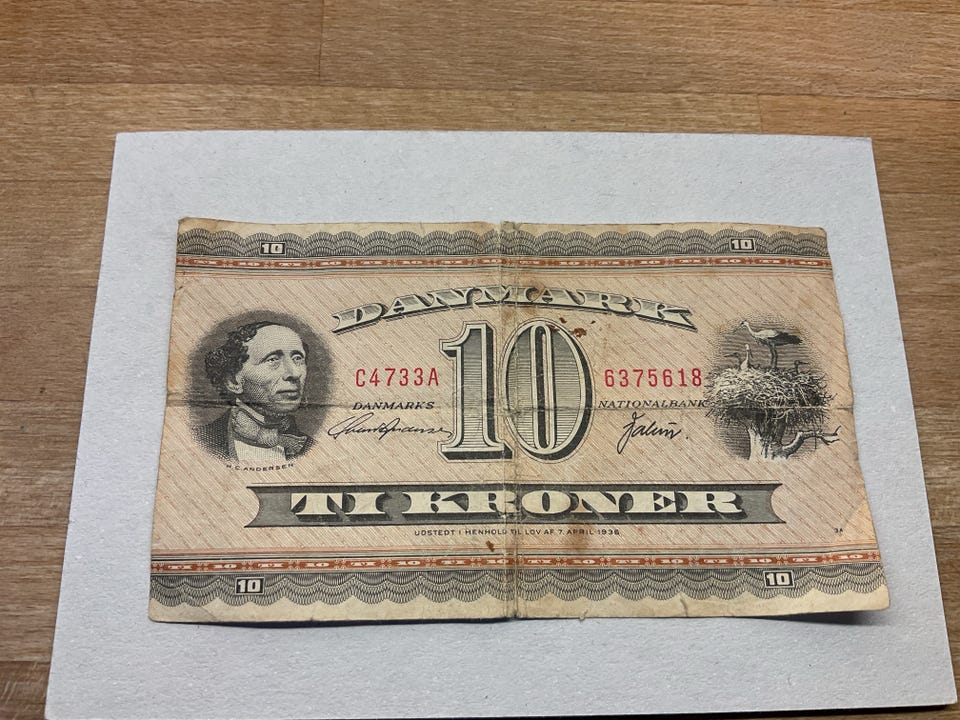 10 10
DANMARK
C4733A 10 6375618
DANMARKS NATIONALBANK
H.C. ANDERSEN
TI KRONER
UDSTEDT I HENHOLD TIL LOV AF 7. APRIL 1936
3A
10 10